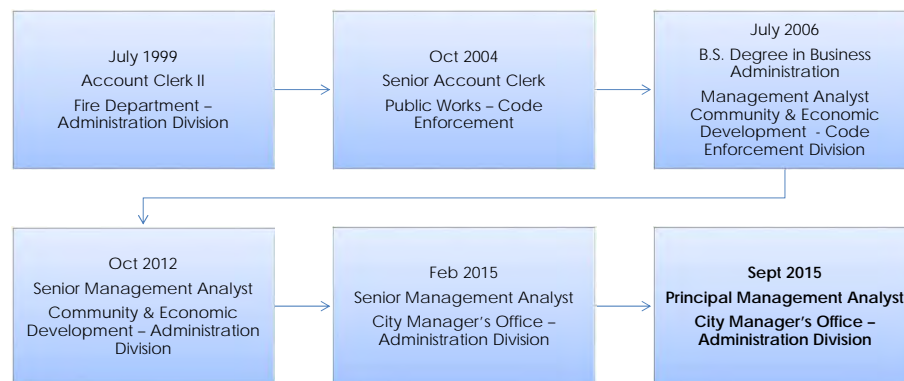 July 1999
Account Clerk II
Fire Department –
Administration Division
Oct 2004
Senior Account Clerk
Public Works – Code
Enforcement
July 2006
B.S. Degree in Business
Administration
Management Analyst
Community & Economic
Development - Code
Enforcement Division
Oct 2012
Senior Management Analyst
Community & Economic
Development – Administration
Division
Feb 2015
Senior Management Analyst
City Manager's Office –
Administration Division
Sept 2015
Principal Management Analyst
City Manager's Office –
Administration Division